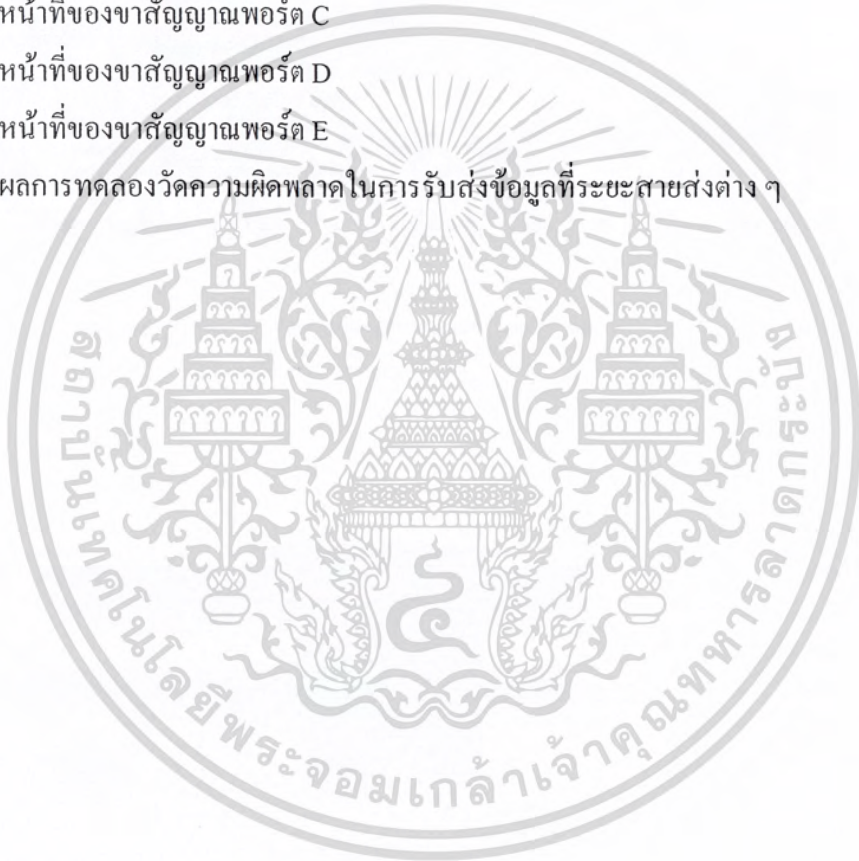 หน้าที่ของขาสัญญาณพอร์ต C
หน้าที่ของขาสัญญาณพอร์ต D
หน้าที่ของขาสัญญาณพอร์ต E
ผลการทดลองวัดความผิดพลาดในการรับส่งข้อมูลที่ระยะสายส่งต่าง ๆ
สถาบันเทคโนโลยีพระจอมเกล้าเจ้าคุณทหารลาดกระบัง
๔